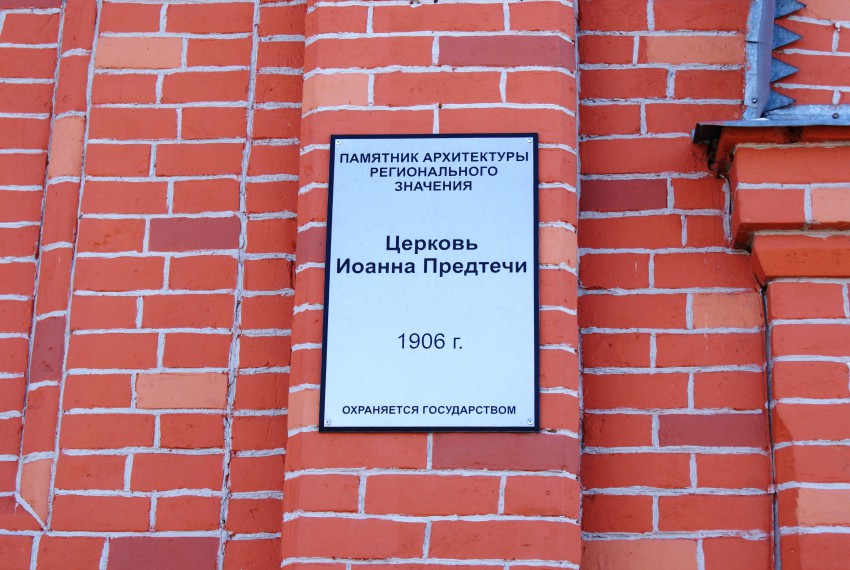 ПАМЯТНИК АРХИТЕКТУРЫ
РЕГИОНАЛЬНОГО
ЗНАЧЕНИЯ
Церковь
Иоанна Предтечи
1906 г.
ОХРАНЯЕТСЯ ГОСУДАРСТВОМ